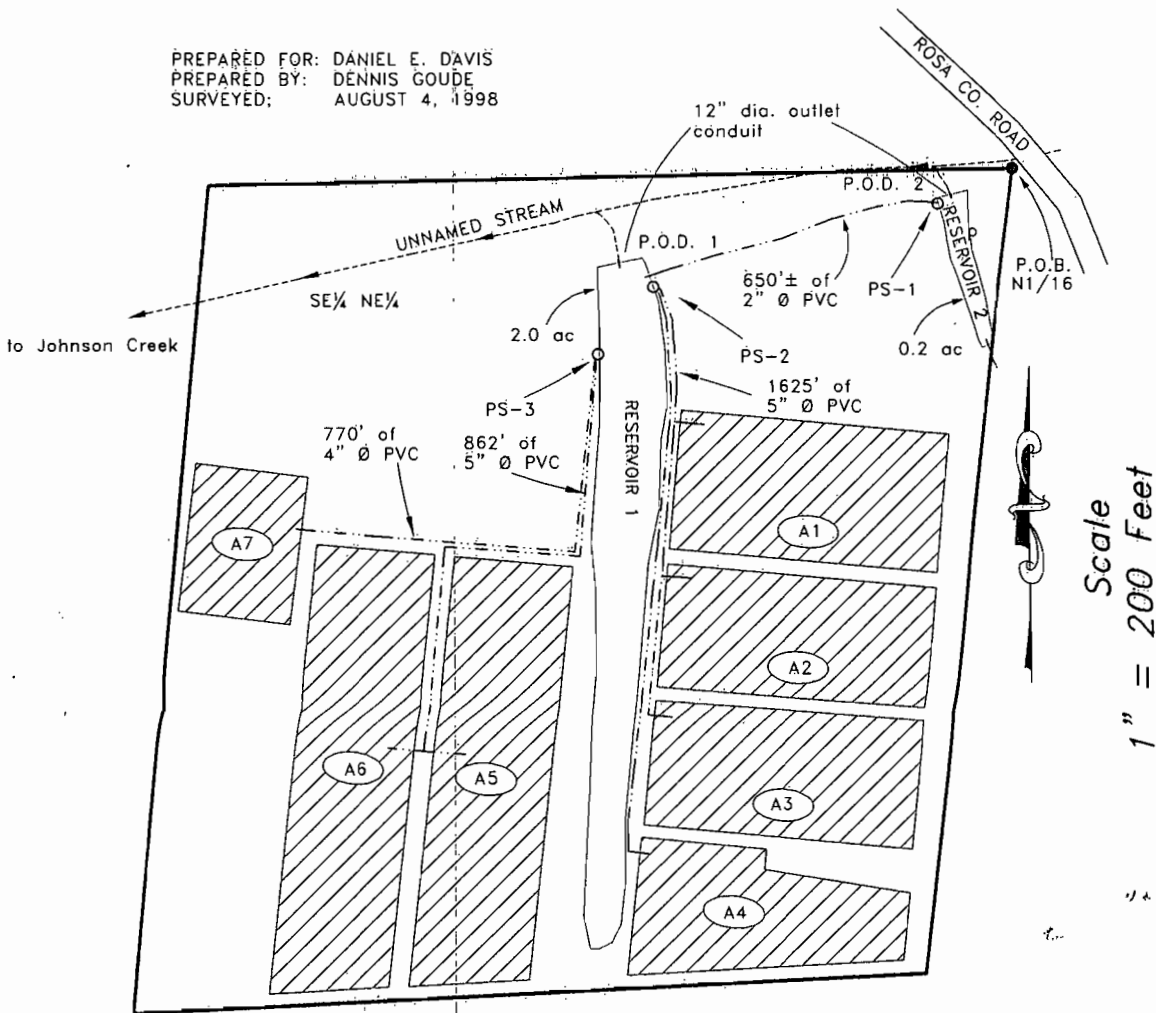 PREPARED FOR: DANIEL E. DAVIS
PREPARED BY: DENNIS GOUDE
SURVEYED; AUGUST 4, 1998
ROSA CO. ROAD
12" dia. outlet
conduit
P.O.D. 2
UNNAMED STREAM
P.O.D. 1
RESERVOIR 2
P.O.B.
N1/16
650'± of
2" Ø PVC
PS-1
SE¼ NE¼
2.0 ac
0.2 ac
to Johnson Creek
PS-2
PS-3
1625' of
5" Ø PVC
RESERVOIR 1
770' of
4" Ø PVC
862' of
5" Ø PVC
A1
A7
A2
A6
A5
A3
A4
Scale
1" = 200 Feet